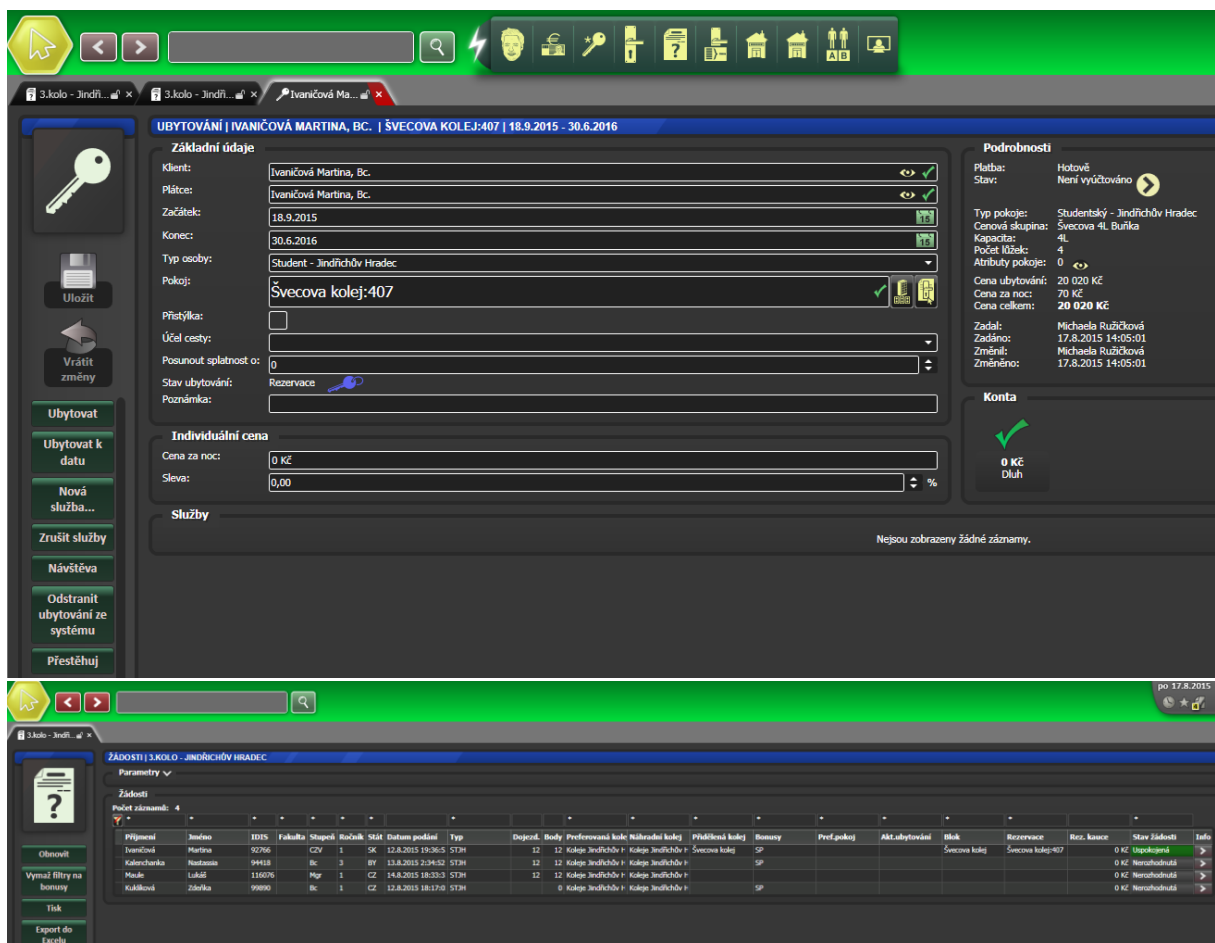 A B
3.kolo - Jindři... × 3.kolo - Jindři... × Ivaničová Ma... ×
UBYTOVÁNÍ | IVANIČOVÁ MARTINA, BC. | ŠVECOVA KOLEJ:407 | 18.9.2015 - 30.6.2016
Základní údaje
Klient: Ivaničová Martina, Bc.
Plátce: Ivaničová Martina, Bc.
Začátek: 18.9.2015 15
Konec: 30.6.2016 15
Typ osoby: Student - Jindřichův Hradec
Pokoj: Švecova kolej:407
Přistýlka:
Účel cesty:
Posunout splatnost o: 0
Stav ubytování: Rezervace
Poznámka:
Individuální cena
Cena za noc: 0 Kč
Sleva: 0,00 %
Služby
Nejsou zobrazeny žádné záznamy.
Podrobnosti
Platba: Hotově
Stav: Není vyúčtováno
Typ pokoje: Studentský - Jindřichův Hradec
Cenová skupina: Švecova 4L Buňka
Kapacita: 4L
Počet lůžek: 4
Atributy pokoje: 0
Cena ubytování: 20 020 Kč
Cena za noc: 70 Kč
Cena celkem: 20 020 Kč
Zadal: Michaela Ružičková
Zadáno: 17.8.2015 14:05:01
Změnil: Michaela Ružičková
Změněno: 17.8.2015 14:05:01
Konta
0 Kč
Dluh
Uložit
Vrátit
změny
Ubytovat
Ubytovat k
datu
Nová
služba...
Zrušit služby
Návštěva
Odstranit
ubytování ze
systému
Přestěhuj
po 17.8.2015
3.kolo - Jindři... ×
ŽÁDOSTI | 3.KOLO - JINDŘICHŮV HRADEC
Parametry
Žádosti
Počet záznamů: 4
Příjmení Jméno IDIS Fakulta Stupeň Ročník Stát Datum podání Typ Dojezd. Body Preferovaná kole Náhradní kolej Přidělená kolej Bonusy Pref.pokoj Akt.ubytování Blok Rezervace Rez. kauce Stav žádosti Info
Ivaničová Martina 92766 CZV 1 SK 12.8.2015 19:36:5 STJH 12 12 Koleje Jindřichův H Koleje Jindřichův H Švecova kolej SP Švecova kolej Švecova kolej:407 0 Kč Uspokojená
Kalenchanka Nastassia 94418 Bc 3 BY 13.8.2015 2:34:52 STJH 12 12 Koleje Jindřichův H Koleje Jindřichův H SP 0 Kč Nerozhodnutá
Maule Lukáš 116076 Mgr 1 CZ 14.8.2015 18:33:3 STJH 12 12 Koleje Jindřichův H Koleje Jindřichův H 0 Kč Nerozhodnutá
Kuklíková Zdeňka 99890 Bc 1 CZ 12.8.2015 18:17:0 STJH 0 Koleje Jindřichův H Koleje Jindřichův H SP 0 Kč Nerozhodnutá
Obnovit
Vymaž filtry na
bonusy
Tisk
Export do
Excelu